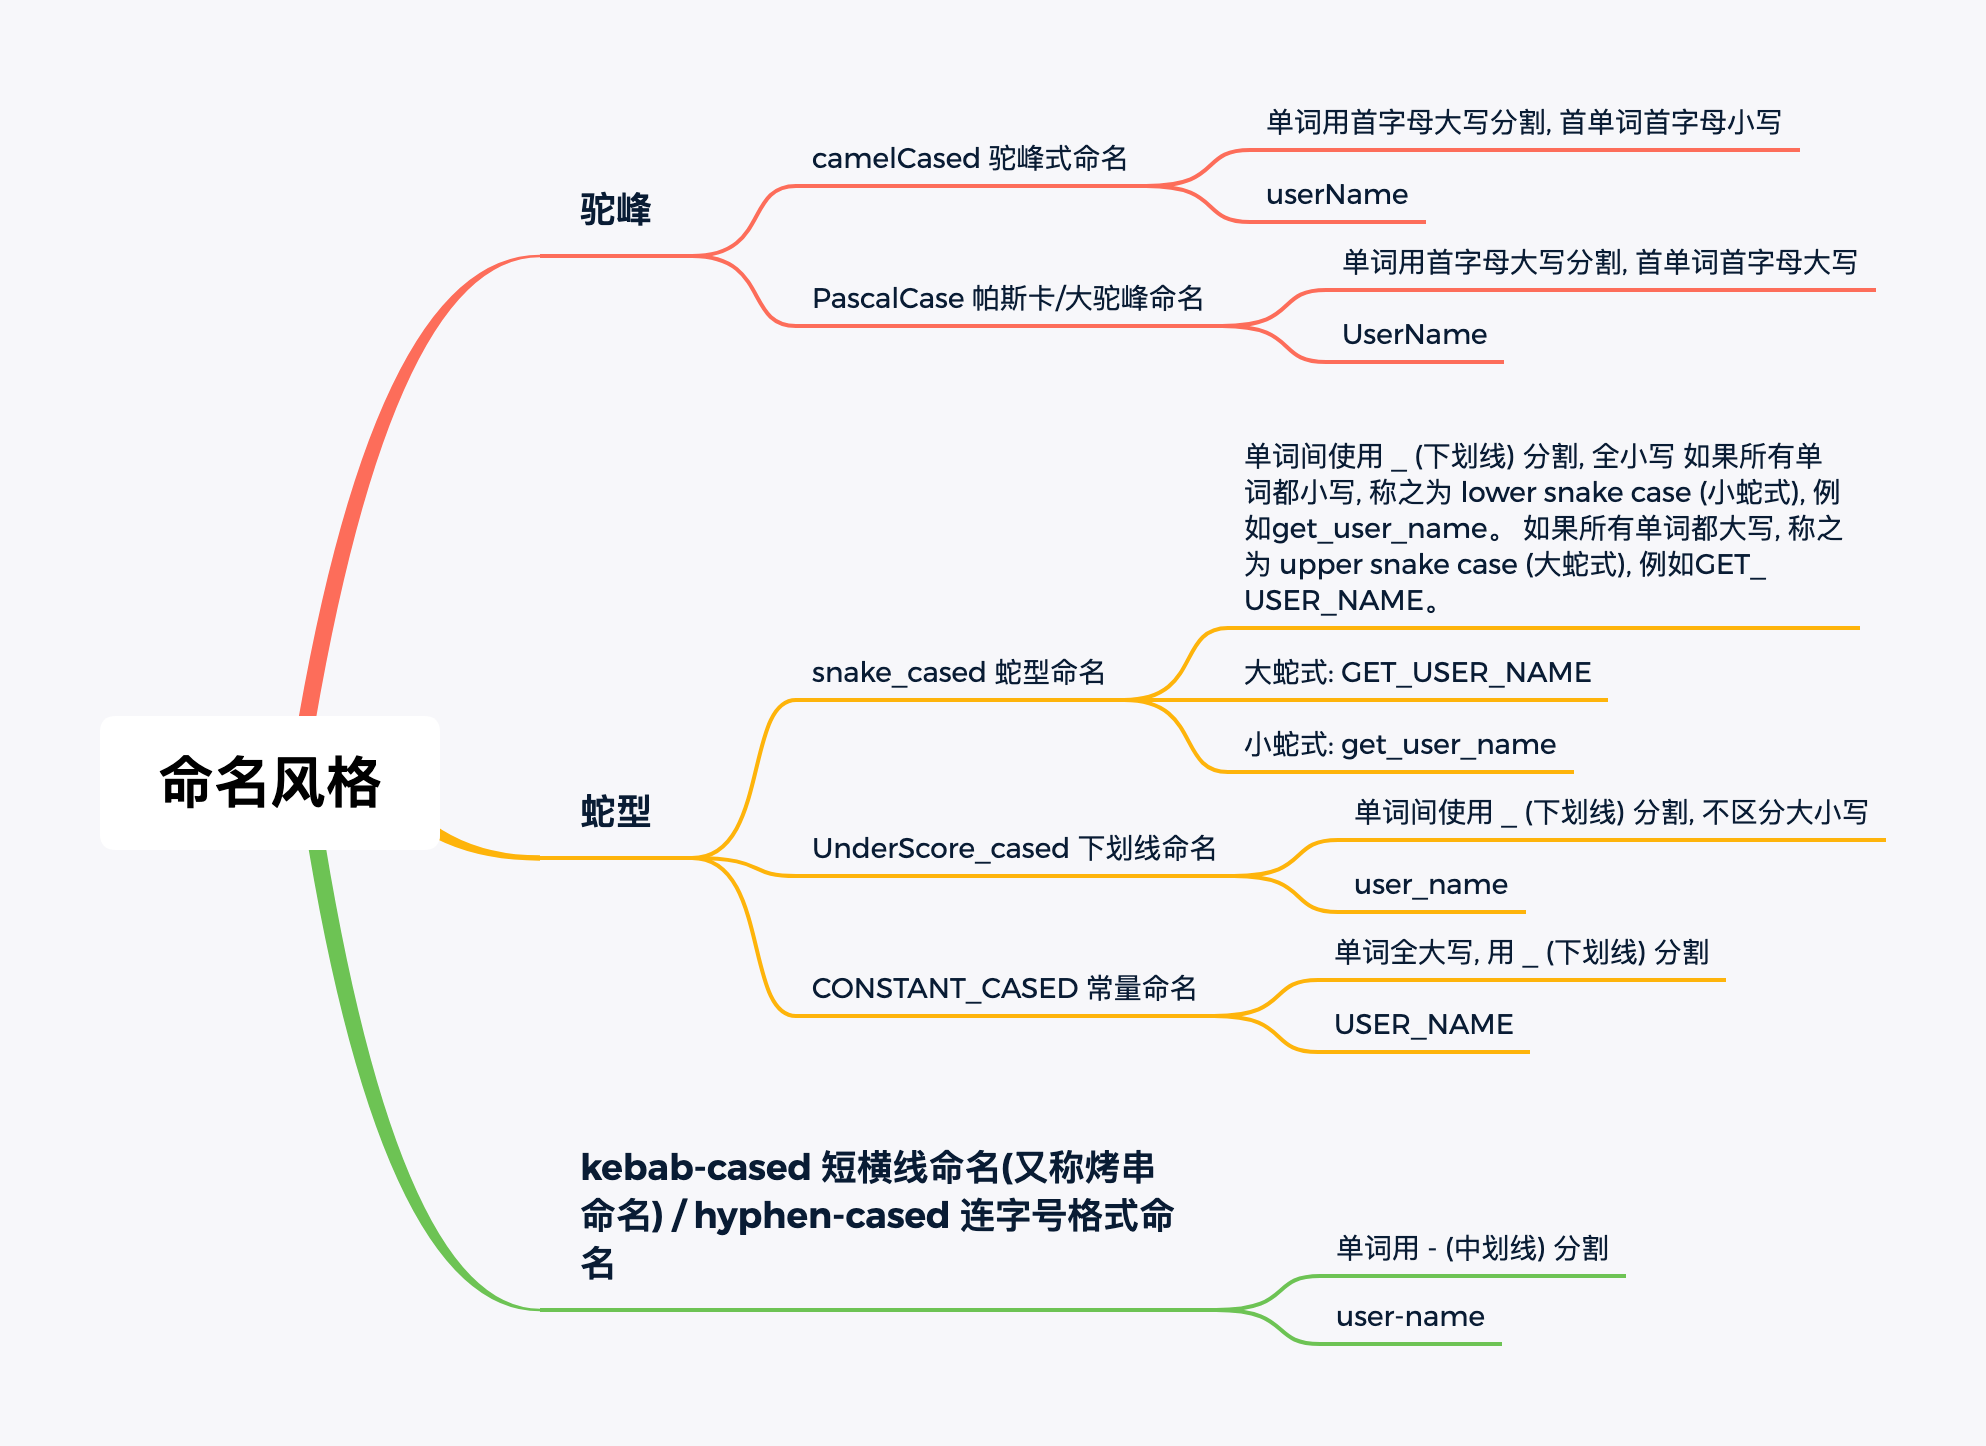 命名风格
驼峰
camelCased 驼峰式命名
单词用首字母大写分割, 首单词首字母小写
userName
PascalCase 帕斯卡/大驼峰命名
单词用首字母大写分割, 首单词首字母大写
UserName
蛇型
snake_cased 蛇型命名
单词间使用 _ (下划线) 分割, 全小写 如果所有单
词都小写, 称之为 lower snake case (小蛇式), 例
如get_user_name。 如果所有单词都大写, 称之
为 upper snake case (大蛇式), 例如GET_
USER_NAME。
大蛇式: GET_USER_NAME
小蛇式: get_user_name
UnderScore_cased 下划线命名
单词间使用 _ (下划线) 分割, 不区分大小写
user_name
CONSTANT_CASED 常量命名
单词全大写, 用 _ (下划线) 分割
USER_NAME
kebab-cased 短横线命名(又称烤串
命名) / hyphen-cased 连字号格式命
名
单词用 - (中划线) 分割
user-name